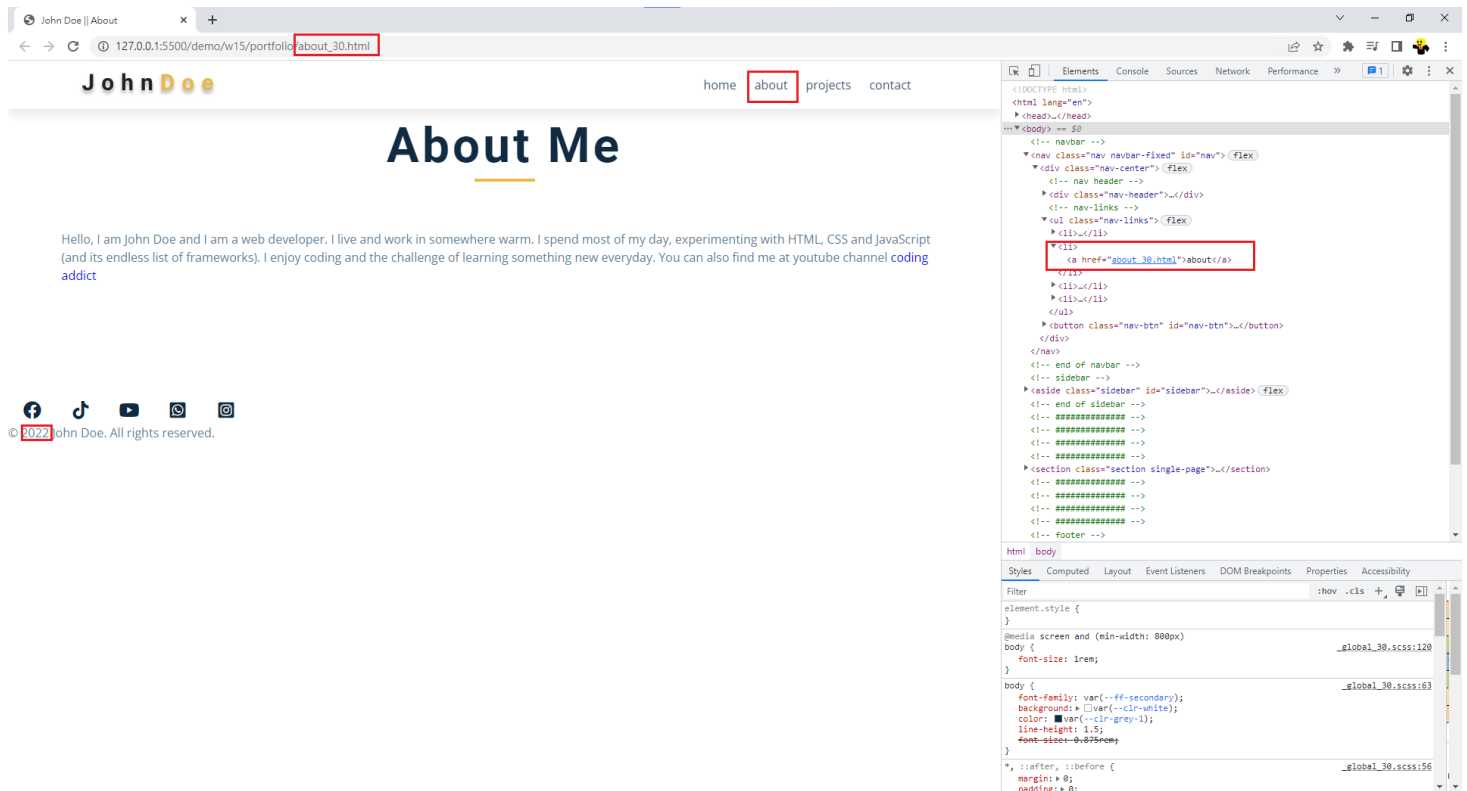 John Doe || About
127.0.0.1:5500/demo/w15/portfolio/about_30.html
JohnDoe
home about projects contact
About Me
Hello, I am John Doe and I am a web developer. I live and work in somewhere warm. I spend most of my day, experimenting with HTML, CSS and JavaScript
(and its endless list of frameworks). I enjoy coding and the challenge of learning something new everyday. You can also find me at youtube channel coding
addict
© 2022 John Doe. All rights reserved.
Elements Console Sources Network Performance » 1
<!DOCTYPE html>
<html lang="en">
<head>…</head>
<body> == $0
<!-- navbar -->
<nav class="nav navbar-fixed" id="nav"> flex
<div class="nav-center"> flex
<!-- nav header -->
<div class="nav-header">…</div>
<!-- nav-links -->
<ul class="nav-links"> flex
<li>…</li>
<li>
<a href="about_30.html">about</a>
</li>
<li>…</li>
<li>…</li>
</ul>
<button class="nav-btn" id="nav-btn">…</button>
</div>
</nav>
<!-- end of navbar -->
<!-- sidebar -->
<aside class="sidebar" id="sidebar">…</aside> flex
<!-- end of sidebar -->
<!-- ############## -->
<!-- ############## -->
<!-- ############## -->
<!-- ############## -->
<section class="section single-page">…</section>
<!-- ############## -->
<!-- ############## -->
<!-- ############## -->
<!-- ############## -->
<!-- footer -->
html body
Styles Computed Layout Event Listeners DOM Breakpoints Properties Accessibility
Filter :hov .cls +
element.style {
}
@media screen and (min-width: 800px)
body { _global_30.scss:120
font-size: 1rem;
}
body { _global_30.scss:63
font-family: var(--ff-secondary);
background: var(--clr-white);
color: var(--clr-grey-1);
line-height: 1.5;
font-size: 0.875rem;
}
*, ::after, ::before { _global_30.scss:56
margin: 0;
padding: 0;